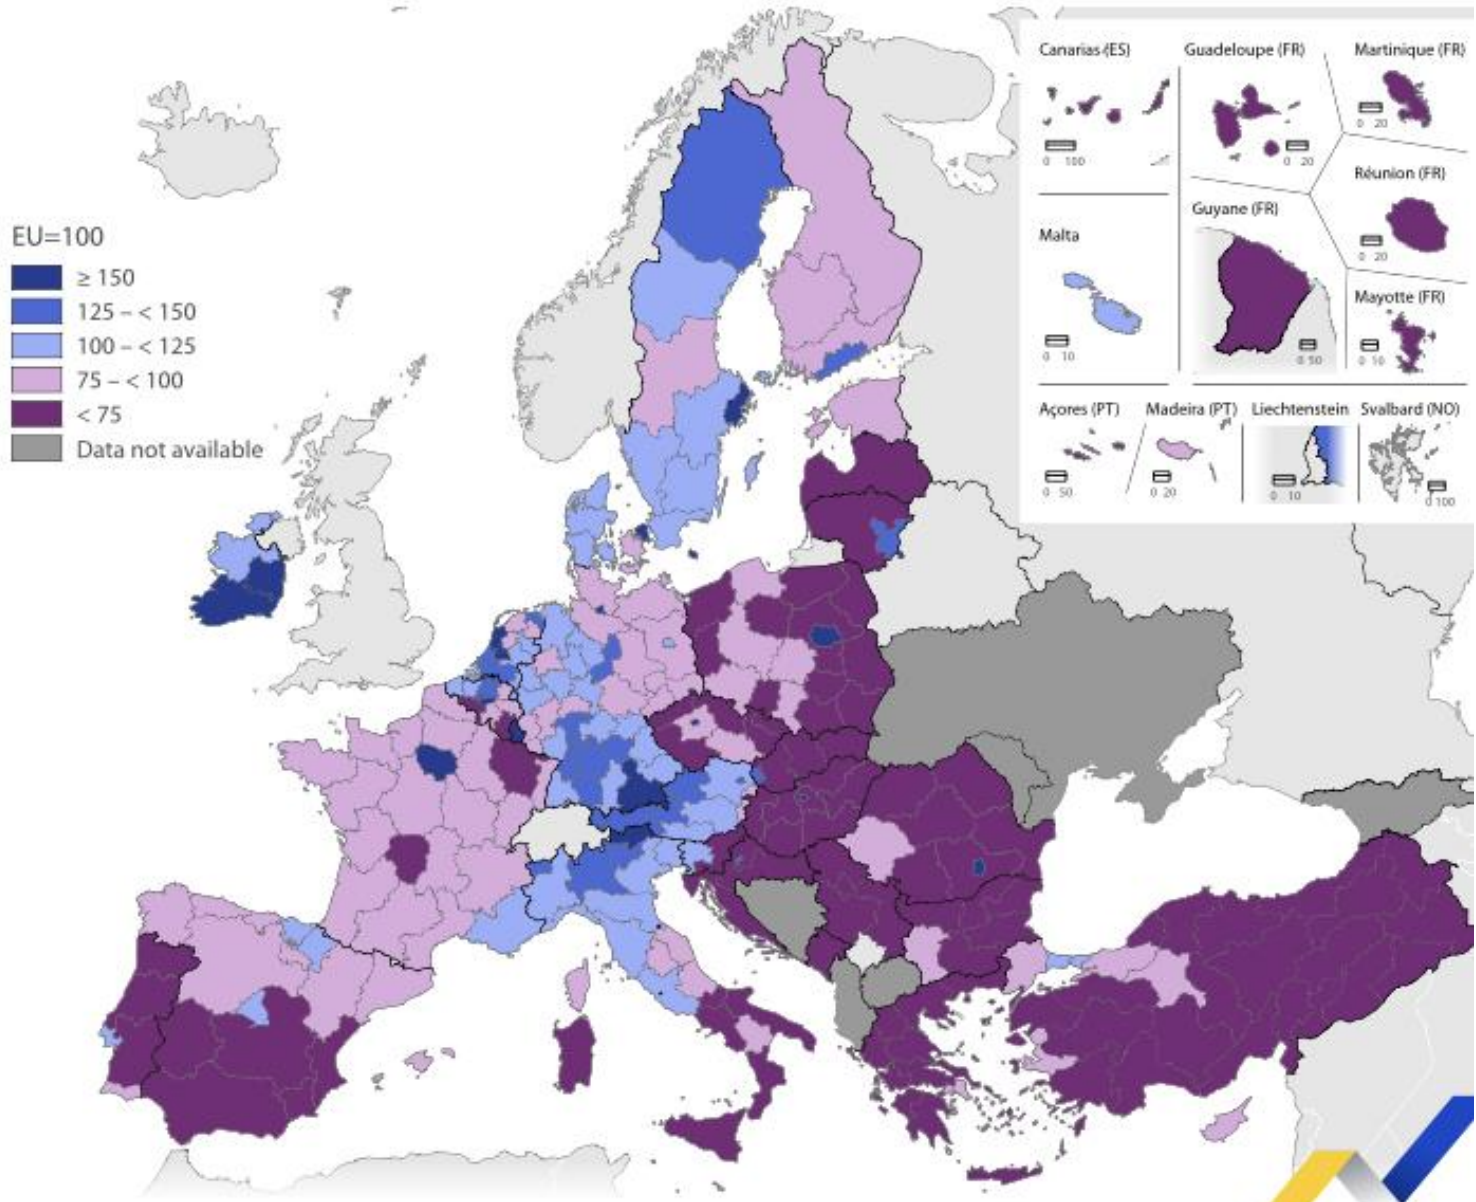 EU=100
≥ 150
125 – < 150
100 – < 125
75 – < 100
< 75
Data not available
Canarias (ES)
0 100
Guadeloupe (FR)
0 20
Martinique (FR)
0 20
Réunion (FR)
0 20
Guyane (FR)
0 50
Malta
0 10
Mayotte (FR)
0 10
Açores (PT)
0 50
Madeira (PT)
0 20
Liechtenstein
0 10
Svalbard (NO)
0 100